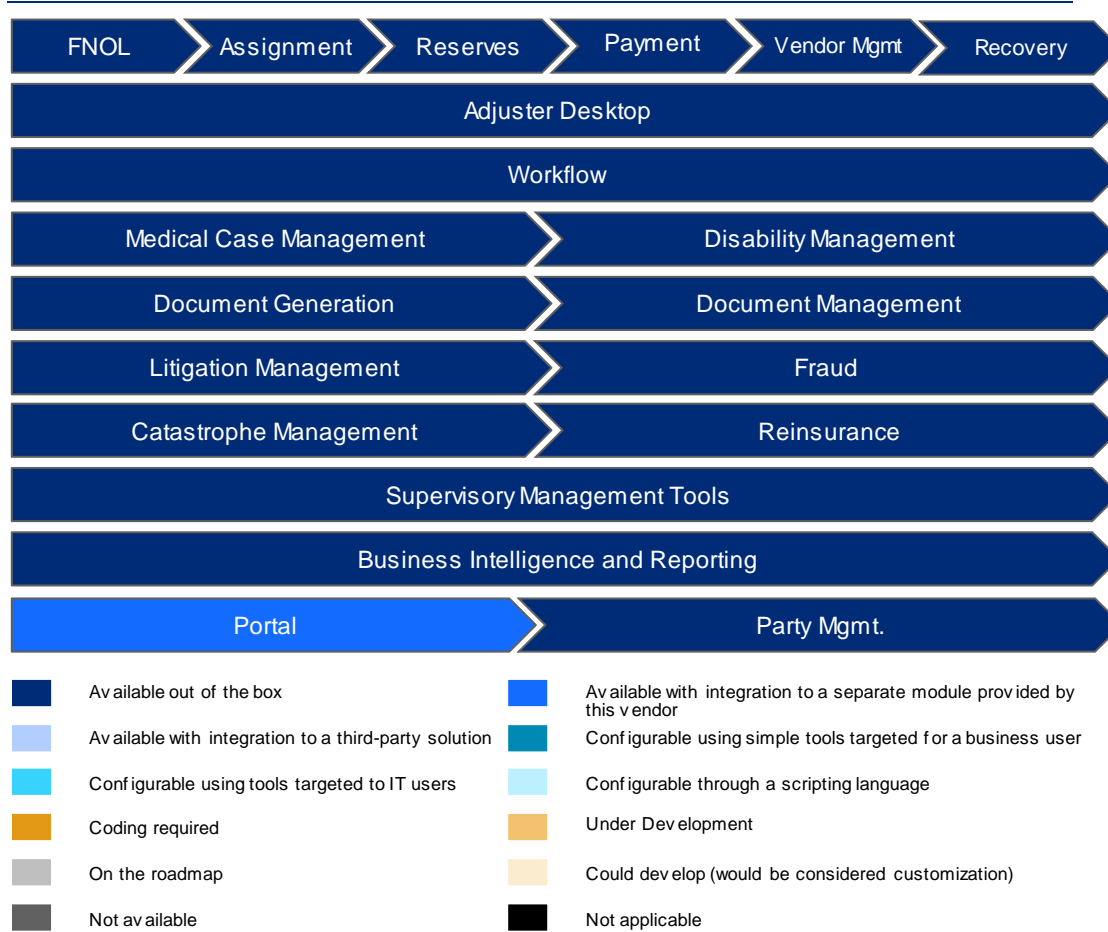 FNOL
Assignment
Reserves
Payment
Vendor Mgmt
Recovery
Adjuster Desktop
Workflow
Medical Case Management
Disability Management
Document Generation
Document Management
Litigation Management
Fraud
Catastrophe Management
Reinsurance
Supervisory Management Tools
Business Intelligence and Reporting
Portal
Party Mgmt.
Available out of the box
Available with integration to a separate module provided by
this vendor
Available with integration to a third-party solution
Configurable using simple tools targeted for a business user
Configurable using tools targeted to IT users
Configurable through a scripting language
Coding required
Under Development
On the roadmap
Could develop (would be considered customization)
Not available
Not applicable